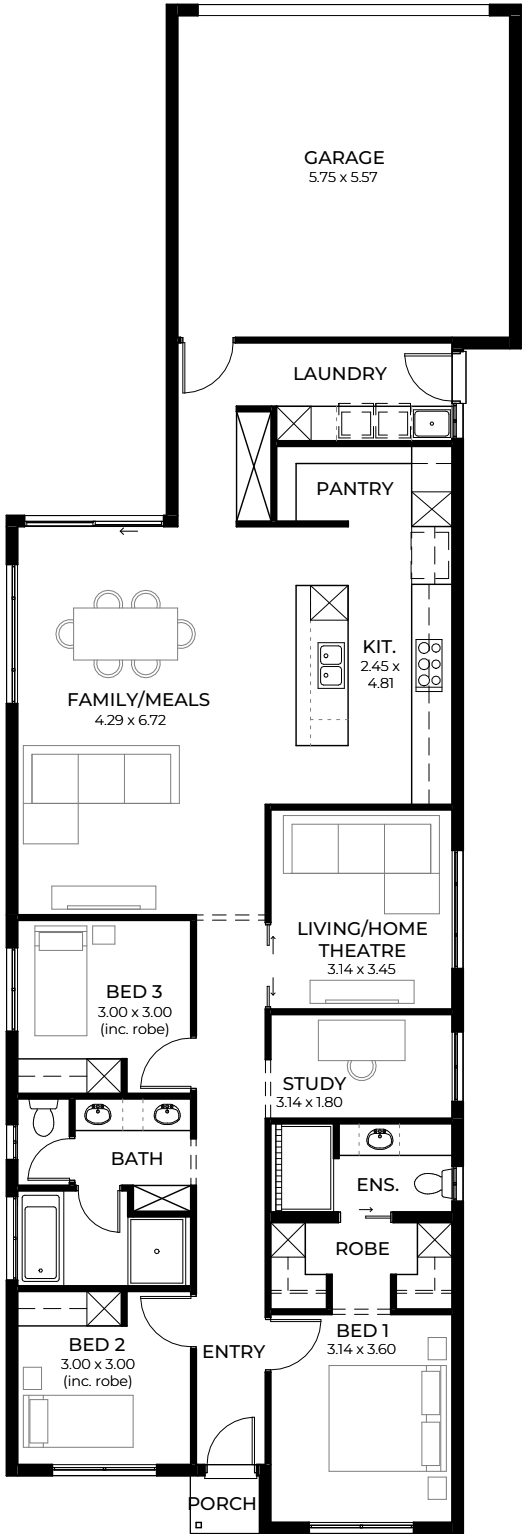 GARAGE
5.75 x 5.57
LAUNDRY
PANTRY
KIT.
2.45 x
4.81
FAMILY/MEALS
4.29 x 6.72
LIVING/HOME
THEATRE
3.14 x 3.45
BED 3
3.00 x 3.00
(inc. robe)
STUDY
3.14 x 1.80
BATH
ENS.
ROBE
BED 2
3.00 x 3.00
(inc. robe)
ENTRY
BED 1
3.14 x 3.60
PORCH